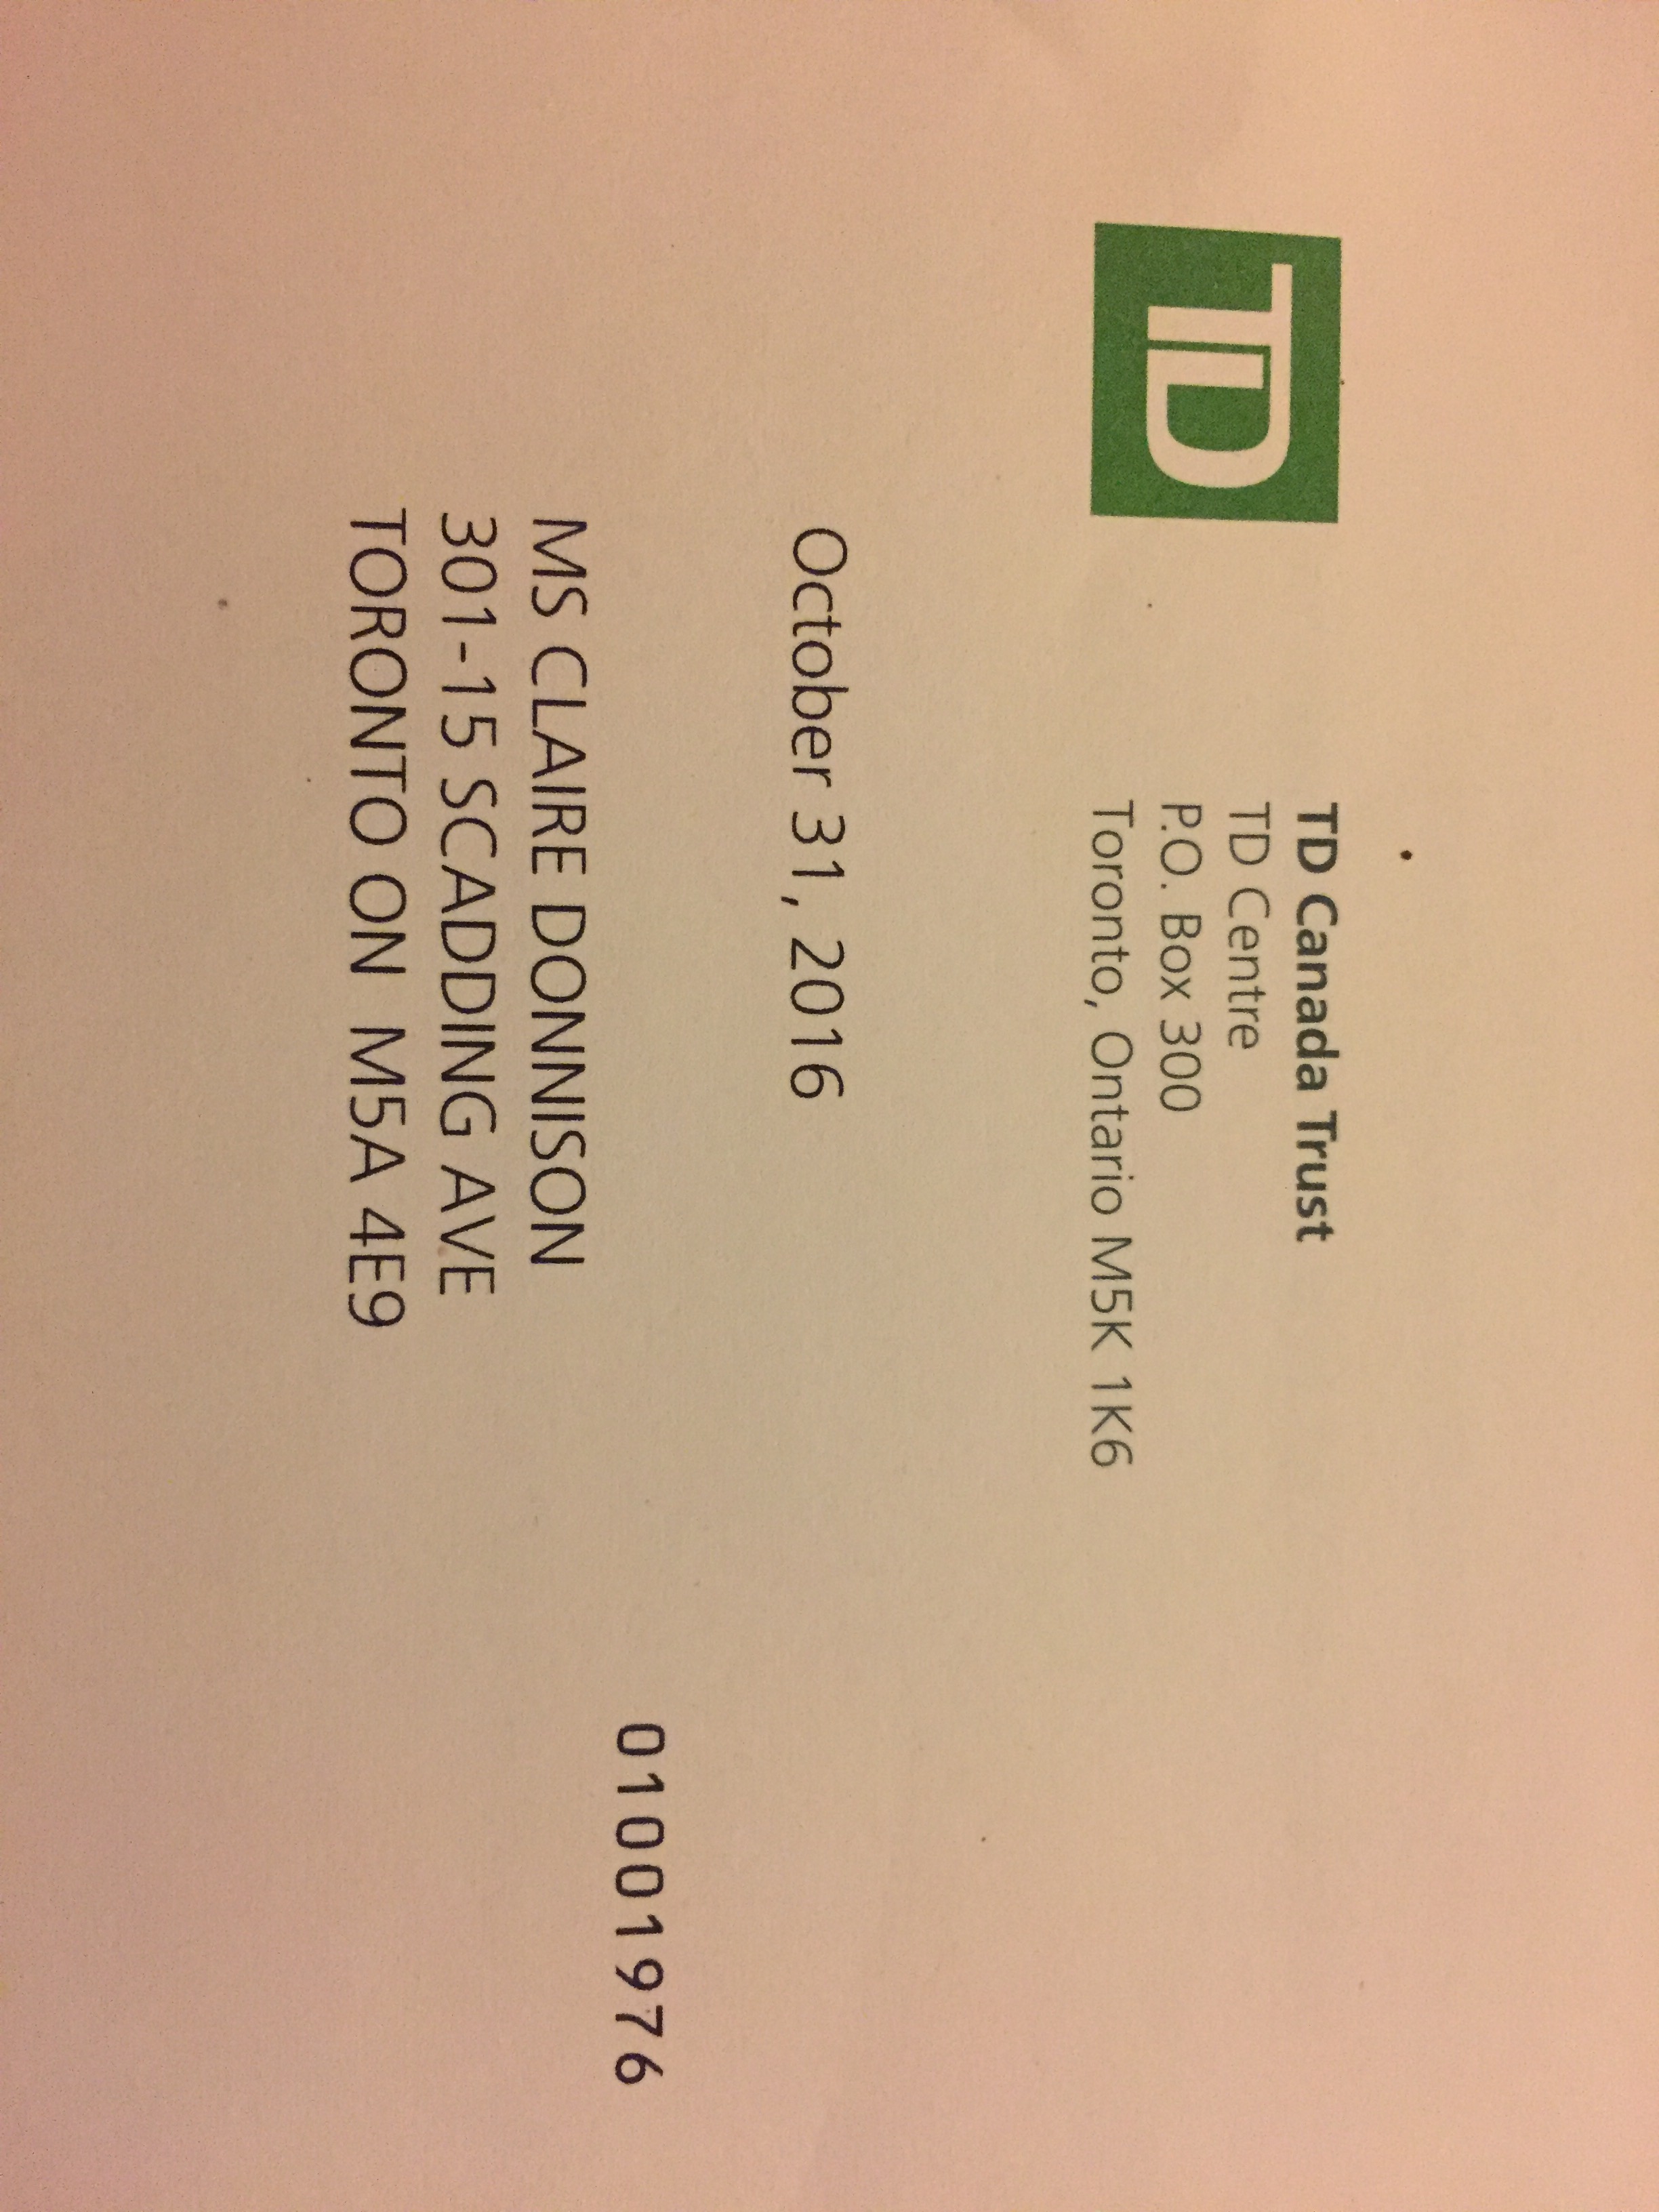 TD
TD Canada Trust
TD Centre
P.O. Box 300
Toronto, Ontario M5K 1K6
October 31, 2016
01001976
MS CLAIRE DONNISON
301-15 SCADDING AVE
TORONTO ON  M5A 4E9